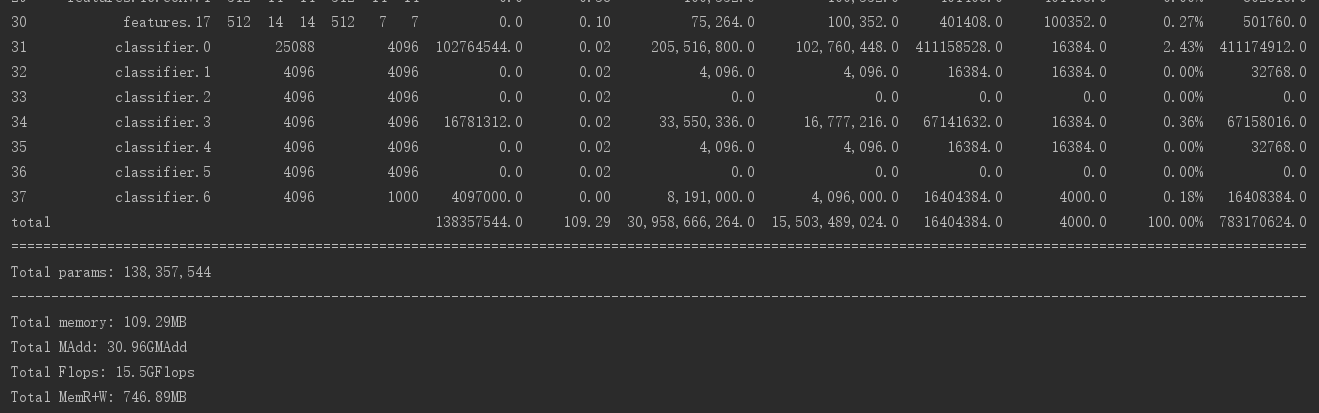 30 features.17 512 14 14 512 7 7 0.0 0.10 75,264.0 100,352.0 401408.0 100352.0 0.27% 501760.0
31 classifier.0 25088 4096 102764544.0 0.02 205,516,800.0 102,760,448.0 411158528.0 16384.0 2.43% 411174912.0
32 classifier.1 4096 4096 0.0 0.02 4,096.0 4,096.0 16384.0 16384.0 0.00% 32768.0
33 classifier.2 4096 4096 0.0 0.02 0.0 0.0 0.0 0.0 0.00% 0.0
34 classifier.3 4096 4096 16781312.0 0.02 33,550,336.0 16,777,216.0 67141632.0 16384.0 0.36% 67158016.0
35 classifier.4 4096 4096 0.0 0.02 4,096.0 4,096.0 16384.0 16384.0 0.00% 32768.0
36 classifier.5 4096 4096 0.0 0.02 0.0 0.0 0.0 0.0 0.00% 0.0
37 classifier.6 4096 1000 4097000.0 0.00 8,191,000.0 4,096,000.0 16404384.0 4000.0 0.18% 16408384.0
total 138357544.0 109.29 30,958,666,264.0 15,503,489,024.0 16404384.0 4000.0 100.00% 783170624.0
Total params: 138,357,544
Total memory: 109.29MB
Total MAdd: 30.96GMAdd
Total Flops: 15.5GFlops
Total MemR+W: 746.89MB